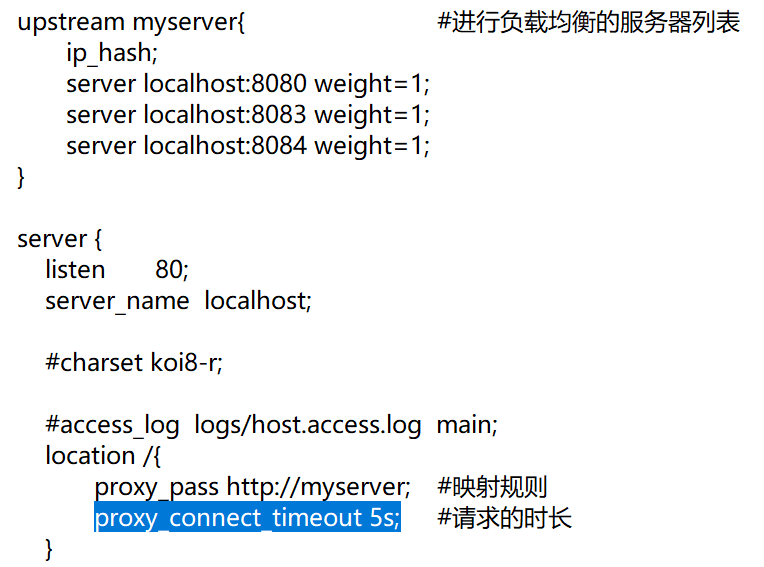 upstream myserver{ #进行负载均衡的服务器列表
ip_hash;
server localhost:8080 weight=1;
server localhost:8083 weight=1;
server localhost:8084 weight=1;
}
server {
listen 80;
server_name localhost;
#charset koi8-r;
#access_log logs/host.access.log main;
location /{
proxy_pass http://myserver; #映射规则
proxy_connect_timeout 5s; #请求的时长
}